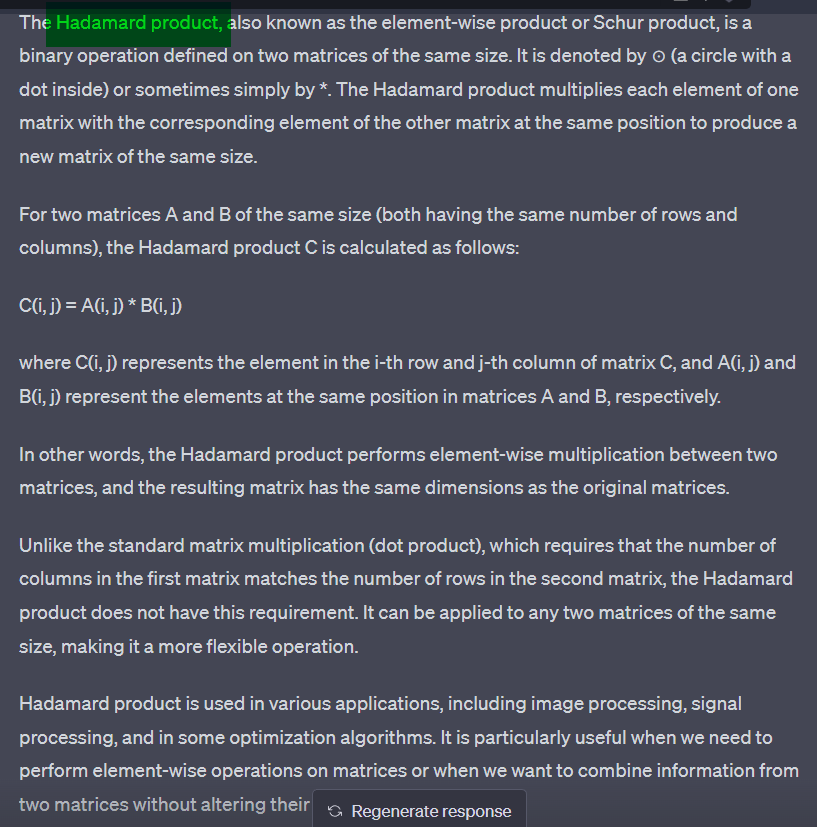 The Hadamard product, also known as the element-wise product or Schur product, is a
binary operation defined on two matrices of the same size. It is denoted by ⊙ (a circle with a
dot inside) or sometimes simply by *. The Hadamard product multiplies each element of one
matrix with the corresponding element of the other matrix at the same position to produce a
new matrix of the same size.
For two matrices A and B of the same size (both having the same number of rows and
columns), the Hadamard product C is calculated as follows:
C(i, j) = A(i, j) * B(i, j)
where C(i, j) represents the element in the i-th row and j-th column of matrix C, and A(i, j) and
B(i, j) represent the elements at the same position in matrices A and B, respectively.
In other words, the Hadamard product performs element-wise multiplication between two
matrices, and the resulting matrix has the same dimensions as the original matrices.
Unlike the standard matrix multiplication (dot product), which requires that the number of
columns in the first matrix matches the number of rows in the second matrix, the Hadamard
product does not have this requirement. It can be applied to any two matrices of the same
size, making it a more flexible operation.
Hadamard product is used in various applications, including image processing, signal
processing, and in some optimization algorithms. It is particularly useful when we need to
perform element-wise operations on matrices or when we want to combine information from
two matrices without altering their
Regenerate response